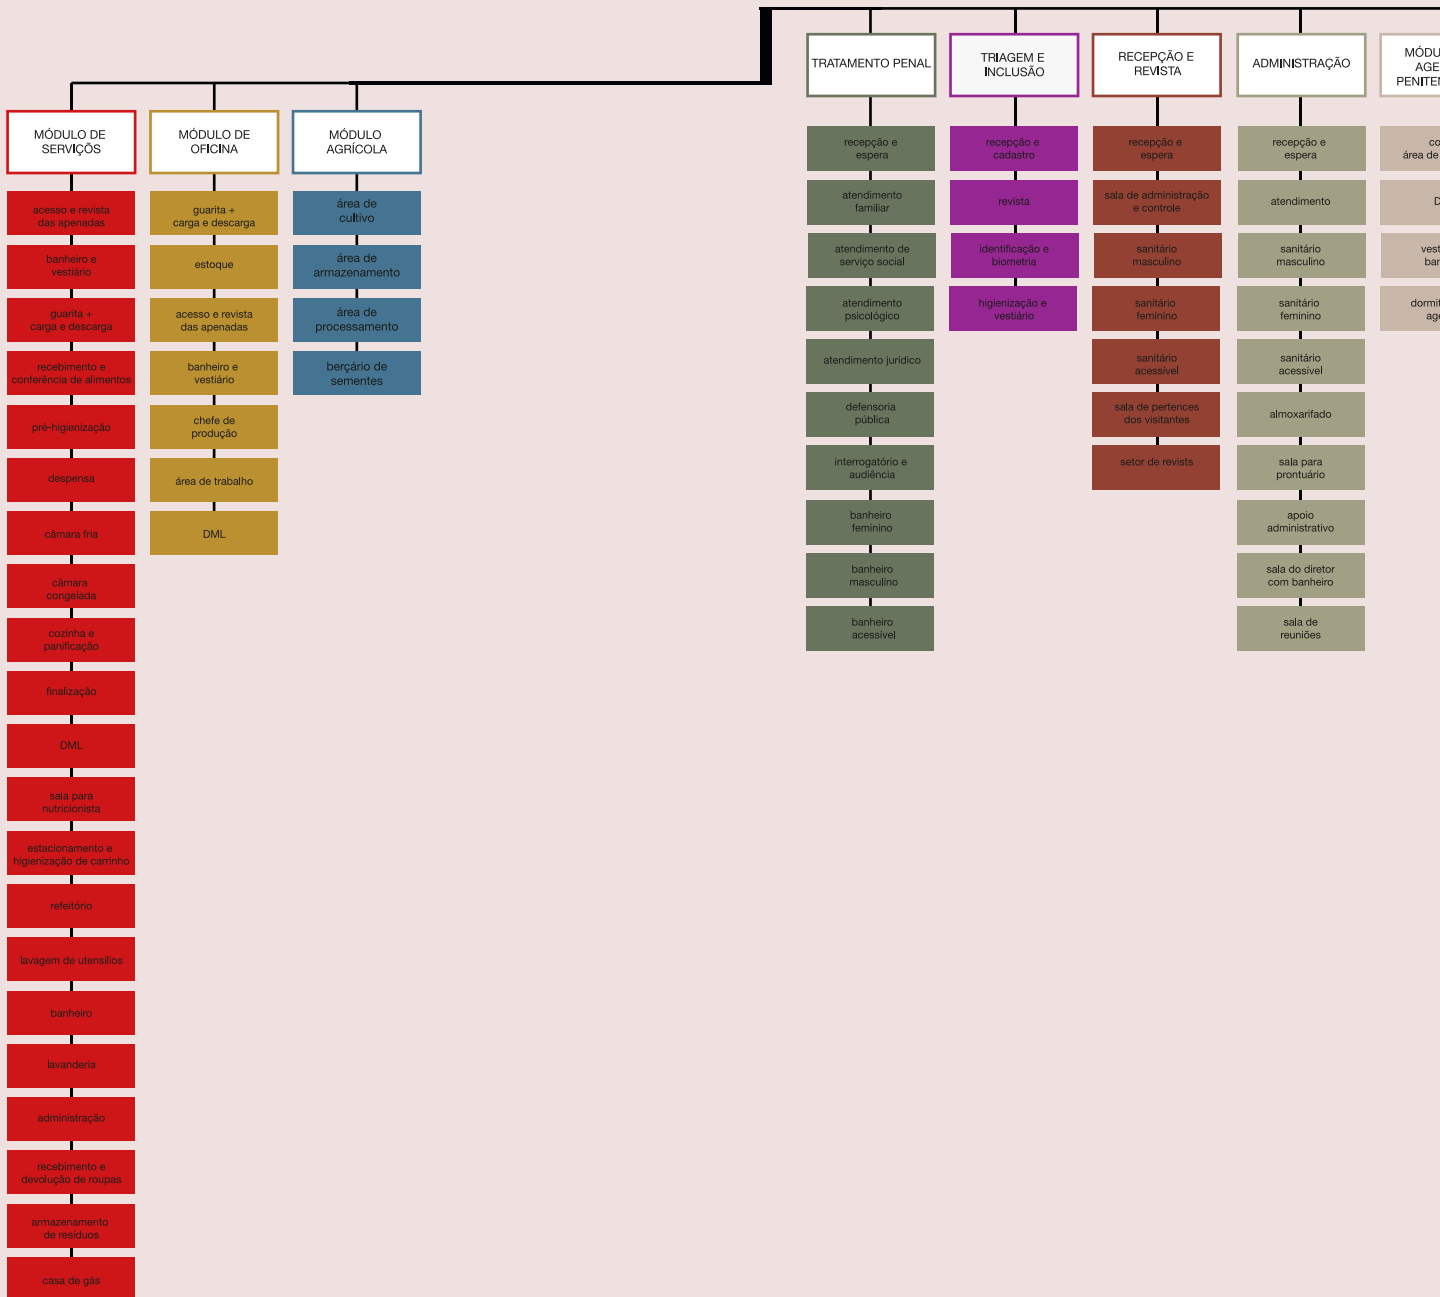 MÓDULO DE
SERVIÇÕS
acesso e revista
das apenadas
banheiro e
vestiário
guarita +
carga e descarga
recebimento e
conferência de alimentos
pré-higienização
despensa
câmara fria
câmara
congelada
cozinha e
panificação
finalização
DML
sala para
nutricionista
estacionamento e
higienização de carrinho
refeitório
lavagem de utensílios
banheiro
lavanderia
administração
recebimento e
devolução de roupas
armazenamento
de resíduos
casa de gás
MÓDULO DE
OFICINA
guarita +
carga e descarga
estoque
acesso e revista
das apenadas
banheiro e
vestiário
chefe de
produção
área de trabalho
DML
MÓDULO
AGRÍCOLA
área de
cultivo
área de
armazenamento
área de
processamento
berçário de
sementes
TRATAMENTO PENAL
recepção e
espera
atendimento
familiar
atendimento de
serviço social
atendimento
psicológico
atendimento jurídico
defensoria
pública
interrogatório e
audiência
banheiro
feminino
banheiro
masculino
banheiro
acessível
TRIAGEM E
INCLUSÃO
recepção e
cadastro
revista
identificação e
biometria
higienização e
vestiário
RECEPÇÃO E
REVISTA
recepção e
espera
sala de administração
e controle
sanitário
masculino
sanitário
feminino
sanitário
acessível
sala de pertences
dos visitantes
setor de revists
ADMINISTRAÇÃO
recepção e
espera
atendimento
sanitário
masculino
sanitário
feminino
sanitário
acessível
almoxarifado
sala para
prontuário
apoio
administrativo
sala do diretor
com banheiro
sala de
reuniões
área de